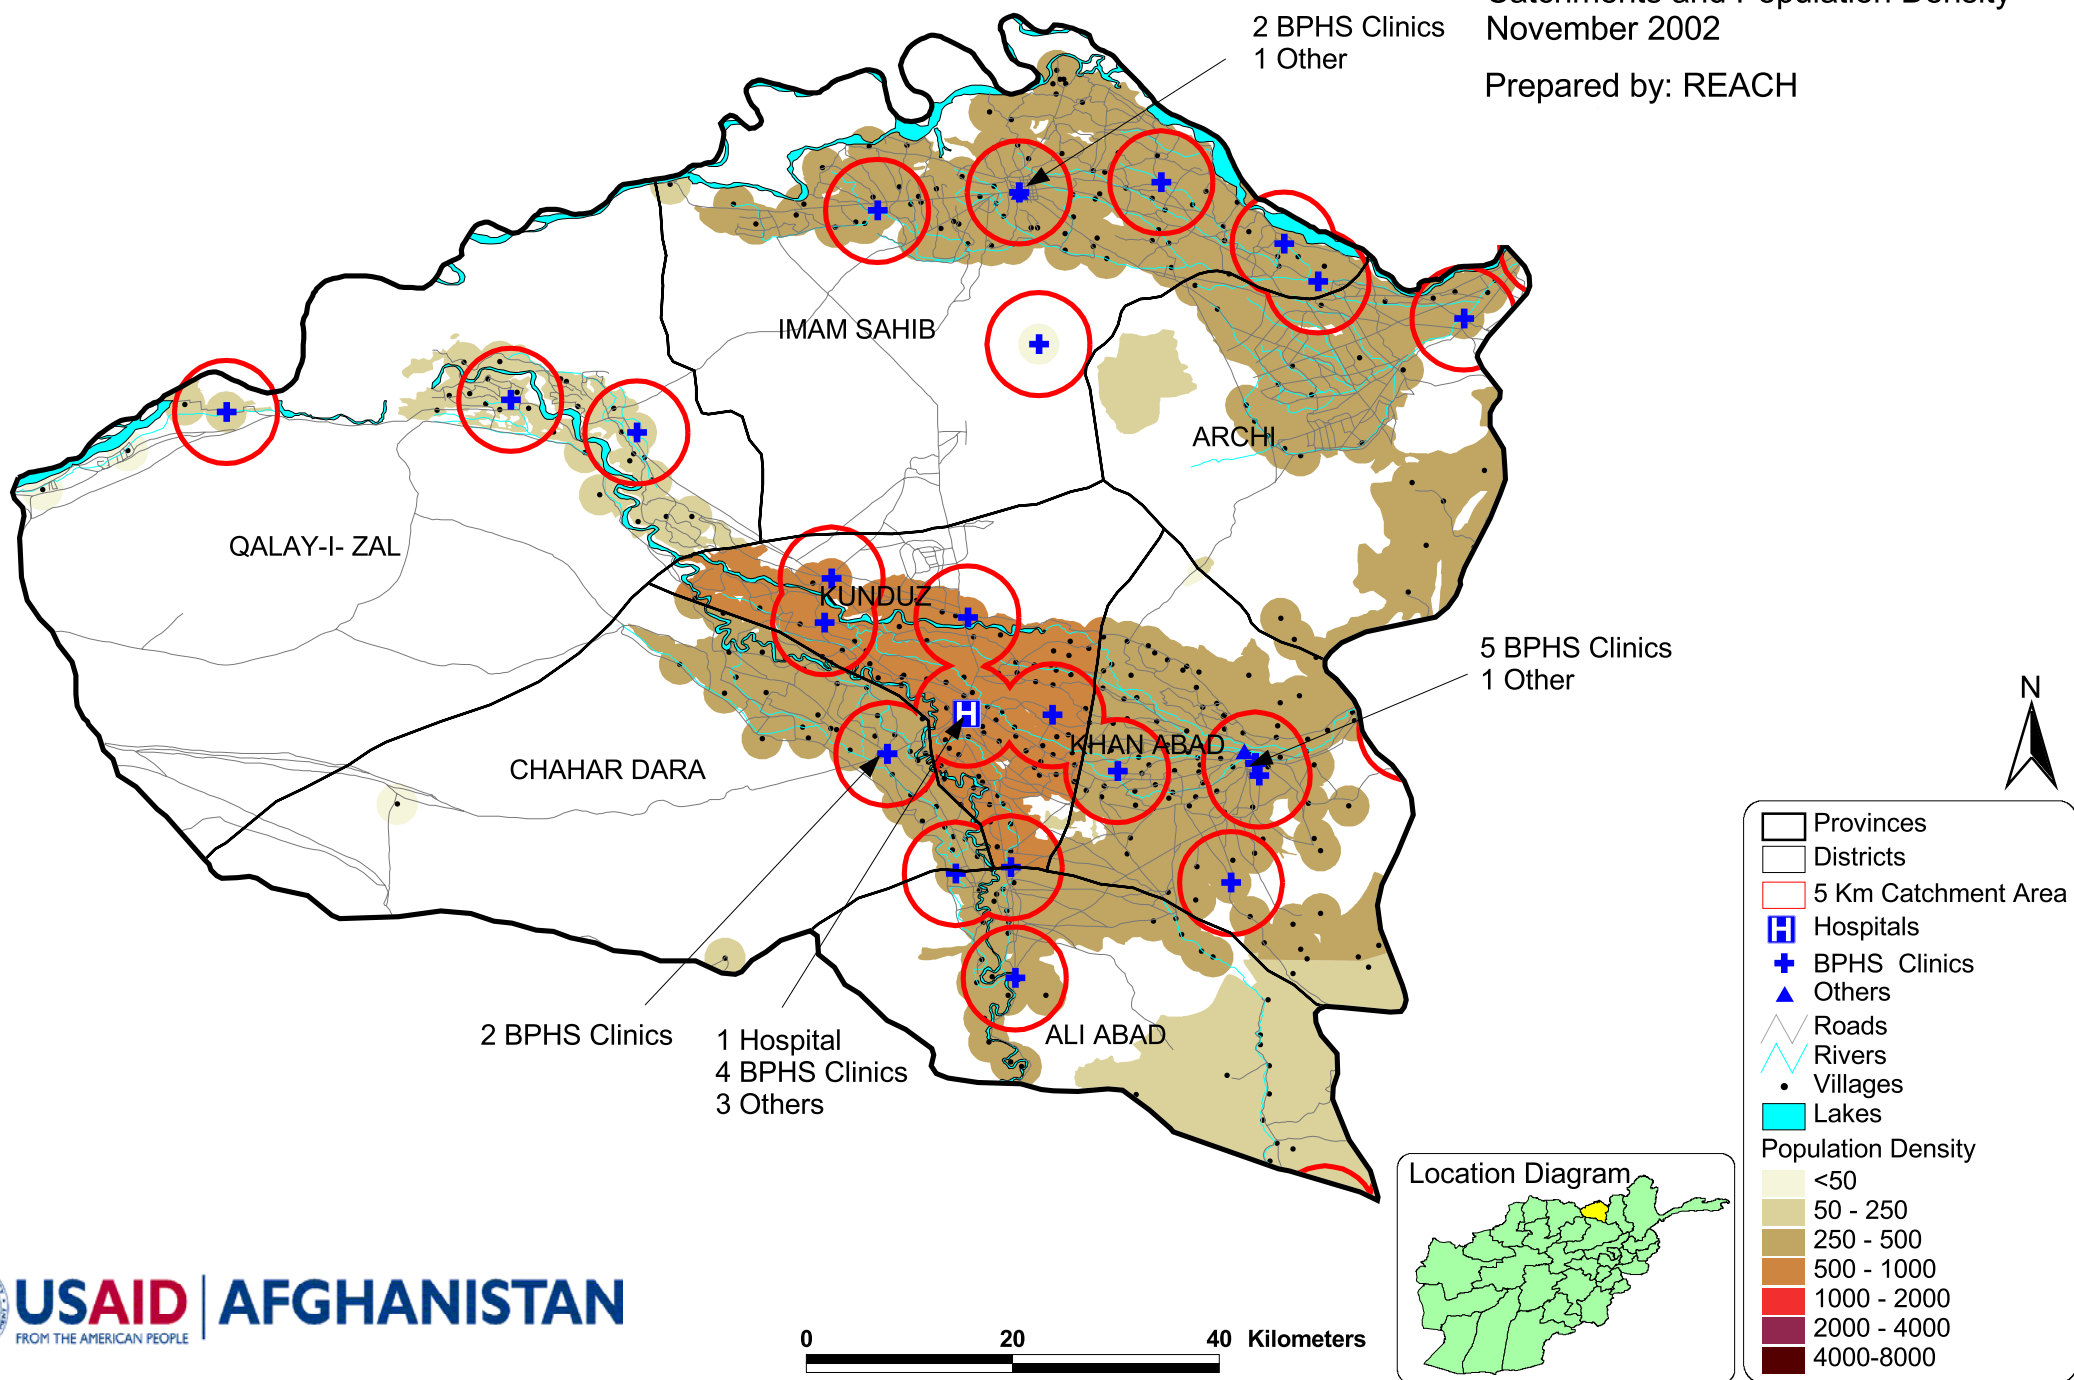 Catchments and Population Density
November 2002
Prepared by: REACH
2 BPHS Clinics
1 Other
IMAM SAHIB
ARCHI
QALAY-I- ZAL
KUNDUZ
5 BPHS Clinics
1 Other
KHAN ABAD
CHAHAR DARA
2 BPHS Clinics
1 Hospital
4 BPHS Clinics
3 Others
ALI ABAD
N
Provinces
Districts
5 Km Catchment Area
H Hospitals
BPHS Clinics
Others
Roads
Rivers
Villages
Lakes
Population Density
<50
50 - 250
250 - 500
500 - 1000
1000 - 2000
2000 - 4000
4000-8000
Location Diagram
USAID | AFGHANISTAN
FROM THE AMERICAN PEOPLE
0 20 40 Kilometers
H